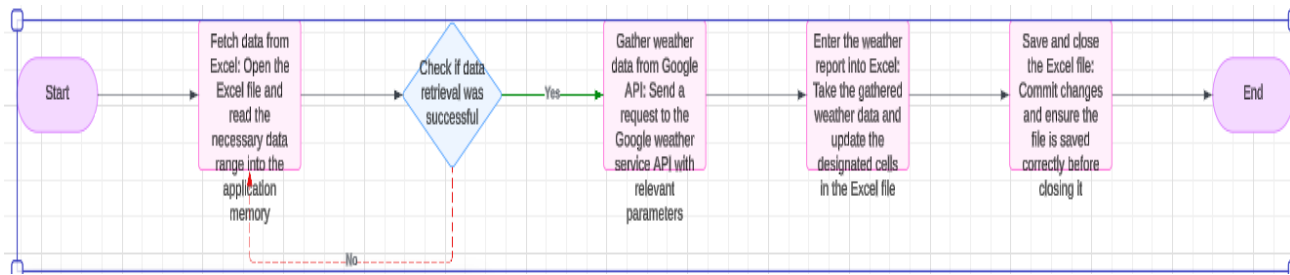 Start
Fetch data from
Excel: Open the
Excel file and
read the
necessary data
range into the
application
memory
Check if data
retrieval was
successful
Yes
No
Gather weather
data from Google
API: Send a
request to the
Google weather
service API with
relevant
parameters
Enter the weather
report into Excel:
Take the gathered
weather data and
update the
designated cells
in the Excel file
Save and close
the Excel file:
Commit changes
and ensure the
file is saved
correctly before
closing it
End